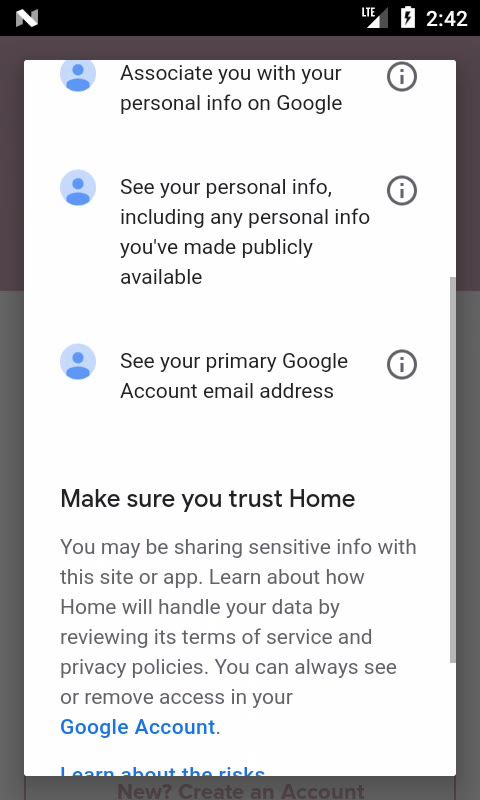 LTE 2:42
Associate you with your
personal info on Google
See your personal info,
including any personal info
you've made publicly
available
See your primary Google
Account email address
Make sure you trust Home
You may be sharing sensitive info with
this site or app. Learn about how
Home will handle your data by
reviewing its terms of service and
privacy policies. You can always see
or remove access in your
Google Account.
Learn about the risks
New? Create an Account